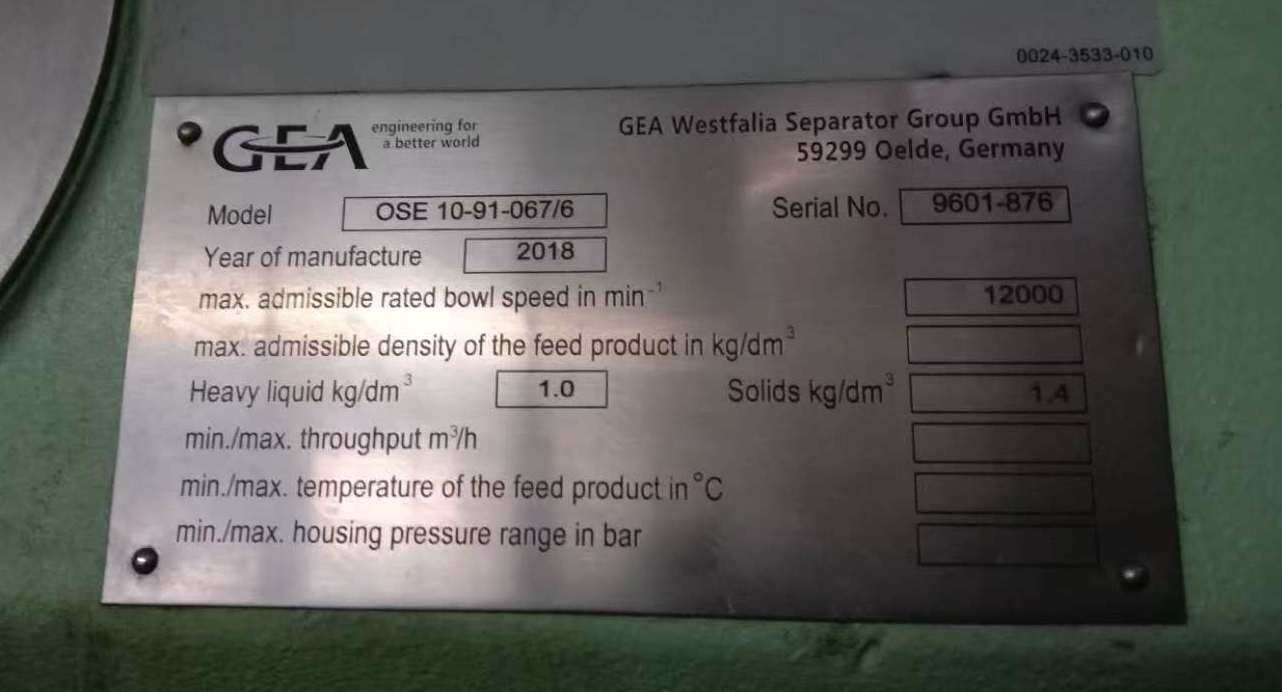 0024-3533-010
GEA engineering for
a better world
GEA Westfalia Separator Group GmbH
59299 Oelde, Germany
Model OSE 10-91-067/6 Serial No. 9601-876
Year of manufacture 2018
max. admissible rated bowl speed in min⁻¹ 12000
max. admissible density of the feed product in kg/dm³
Heavy liquid kg/dm³ 1.0 Solids kg/dm³ 1.4
min./max. throughput m³/h
min./max. temperature of the feed product in °C
min./max. housing pressure range in bar